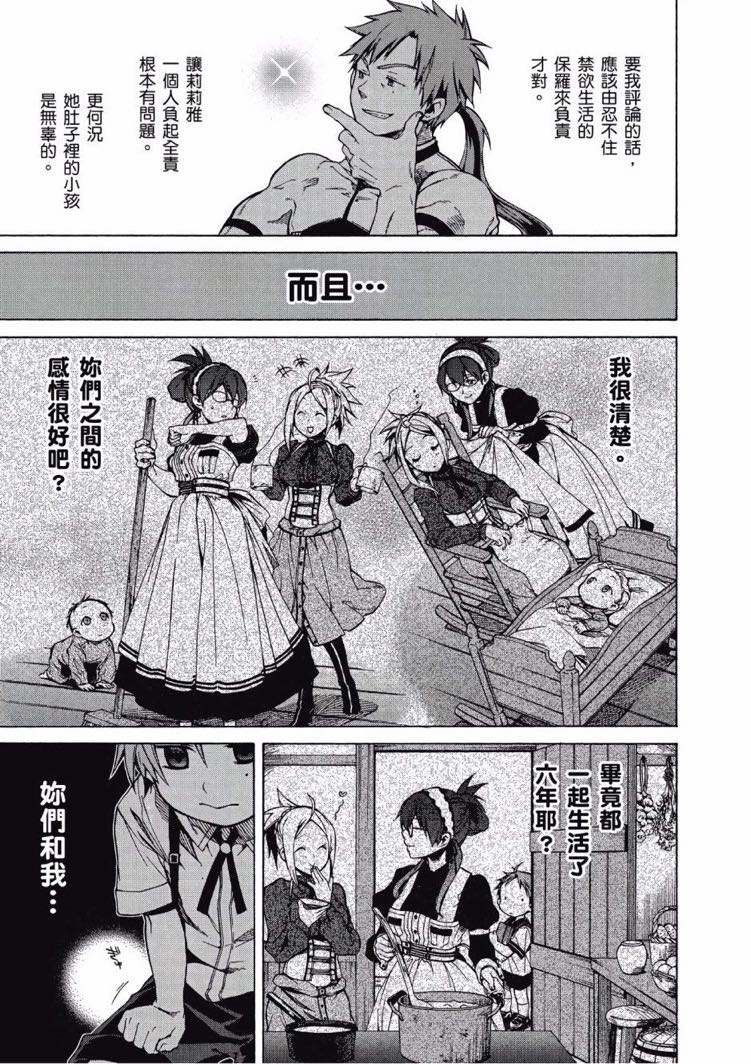 要我評論的話，
應該由忍不住
禁欲生活的
保羅來負責
才對。
讓莉莉雅
一個人負起全責
根本有問題。
更何況
她肚子裡的小孩
是無辜的。
而且…
我很清楚。
妳們之間的
感情很好吧？
畢竟都
一起生活了
六年耶？
妳們和我…